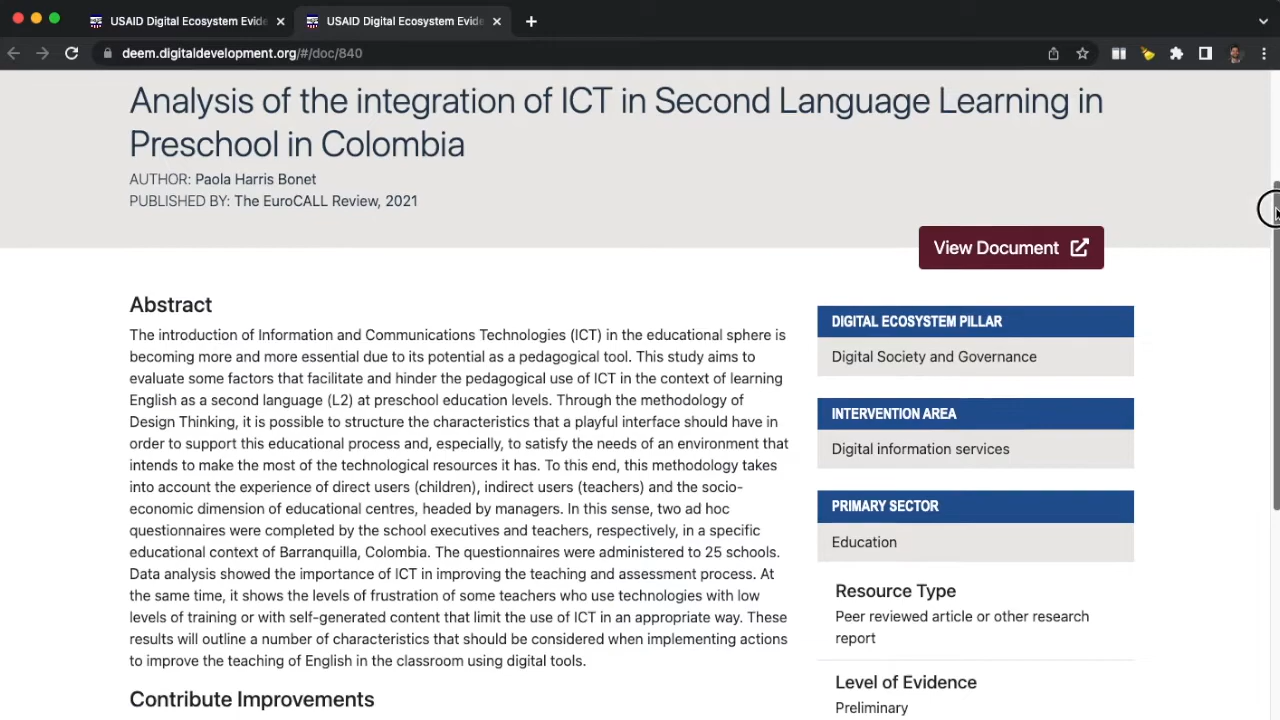 USAID Digital Ecosystem Evide
USAID Digital Ecosystem Evide
deem.digitaldevelopment.org/#/doc/840
Analysis of the integration of ICT in Second Language Learning in
Preschool in Colombia
AUTHOR: Paola Harris Bonet
PUBLISHED BY: The EuroCALL Review, 2021
View Document
Abstract
The introduction of Information and Communications Technologies (ICT) in the educational sphere is
becoming more and more essential due to its potential as a pedagogical tool. This study aims to
evaluate some factors that facilitate and hinder the pedagogical use of ICT in the context of learning
English as a second language (L2) at preschool education levels. Through the methodology of
Design Thinking, it is possible to structure the characteristics that a playful interface should have in
order to support this educational process and, especially, to satisfy the needs of an environment that
intends to make the most of the technological resources it has. To this end, this methodology takes
into account the experience of direct users (children), indirect users (teachers) and the socio-
economic dimension of educational centres, headed by managers. In this sense, two ad hoc
questionnaires were completed by the school executives and teachers, respectively, in a specific
educational context of Barranquilla, Colombia. The questionnaires were administered to 25 schools.
Data analysis showed the importance of ICT in improving the teaching and assessment process. At
the same time, it shows the levels of frustration of some teachers who use technologies with low
levels of training or with self-generated content that limit the use of ICT in an appropriate way. These
results will outline a number of characteristics that should be considered when implementing actions
to improve the teaching of English in the classroom using digital tools.
Contribute Improvements
DIGITAL ECOSYSTEM PILLAR
Digital Society and Governance
INTERVENTION AREA
Digital information services
PRIMARY SECTOR
Education
Resource Type
Peer reviewed article or other research
report
Level of Evidence
Preliminary